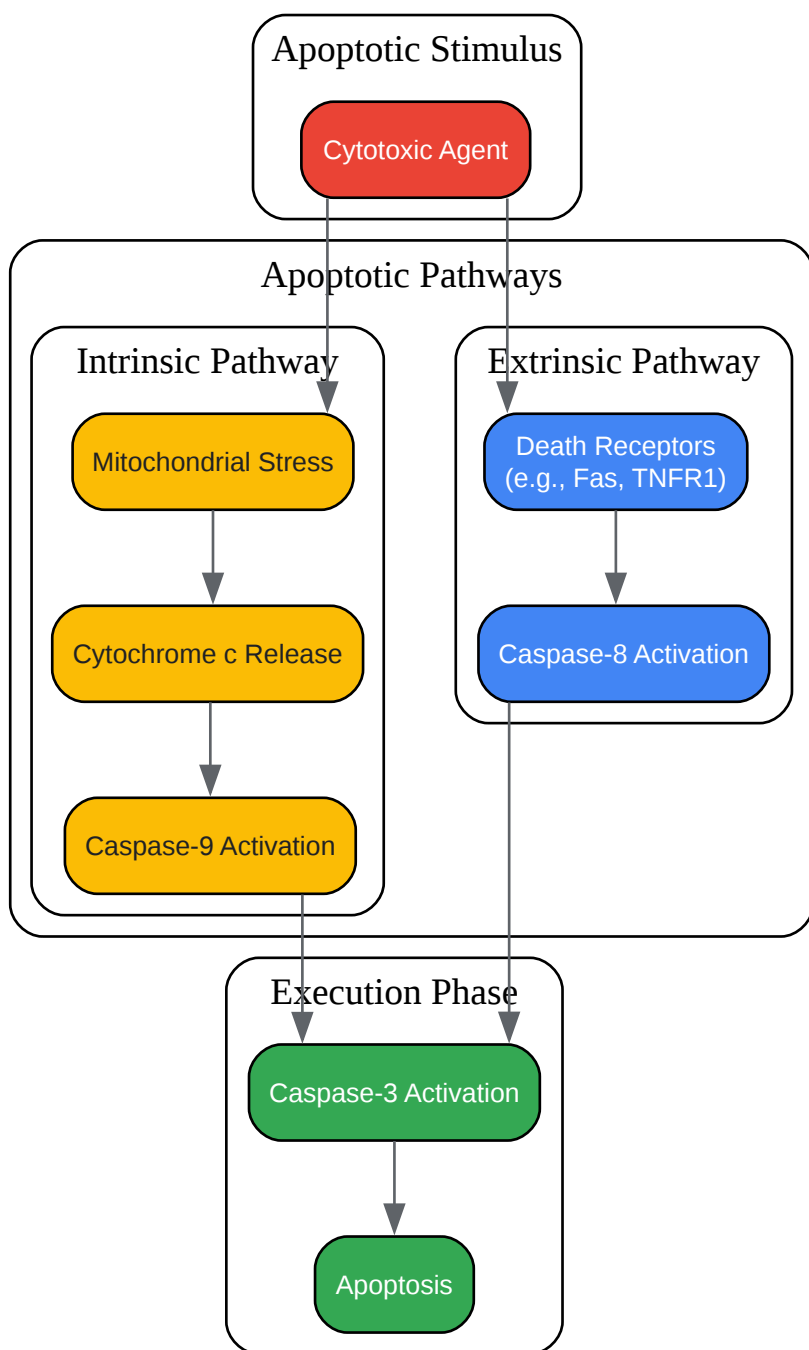 Apoptotic Stimulus
Cytotoxic Agent
Apoptotic Pathways
Intrinsic Pathway
Mitochondrial Stress
Cytochrome c Release
Caspase-9 Activation
Extrinsic Pathway
Death Receptors
(e.g., Fas, TNFR1)
Caspase-8 Activation
Execution Phase
Caspase-3 Activation
Apoptosis